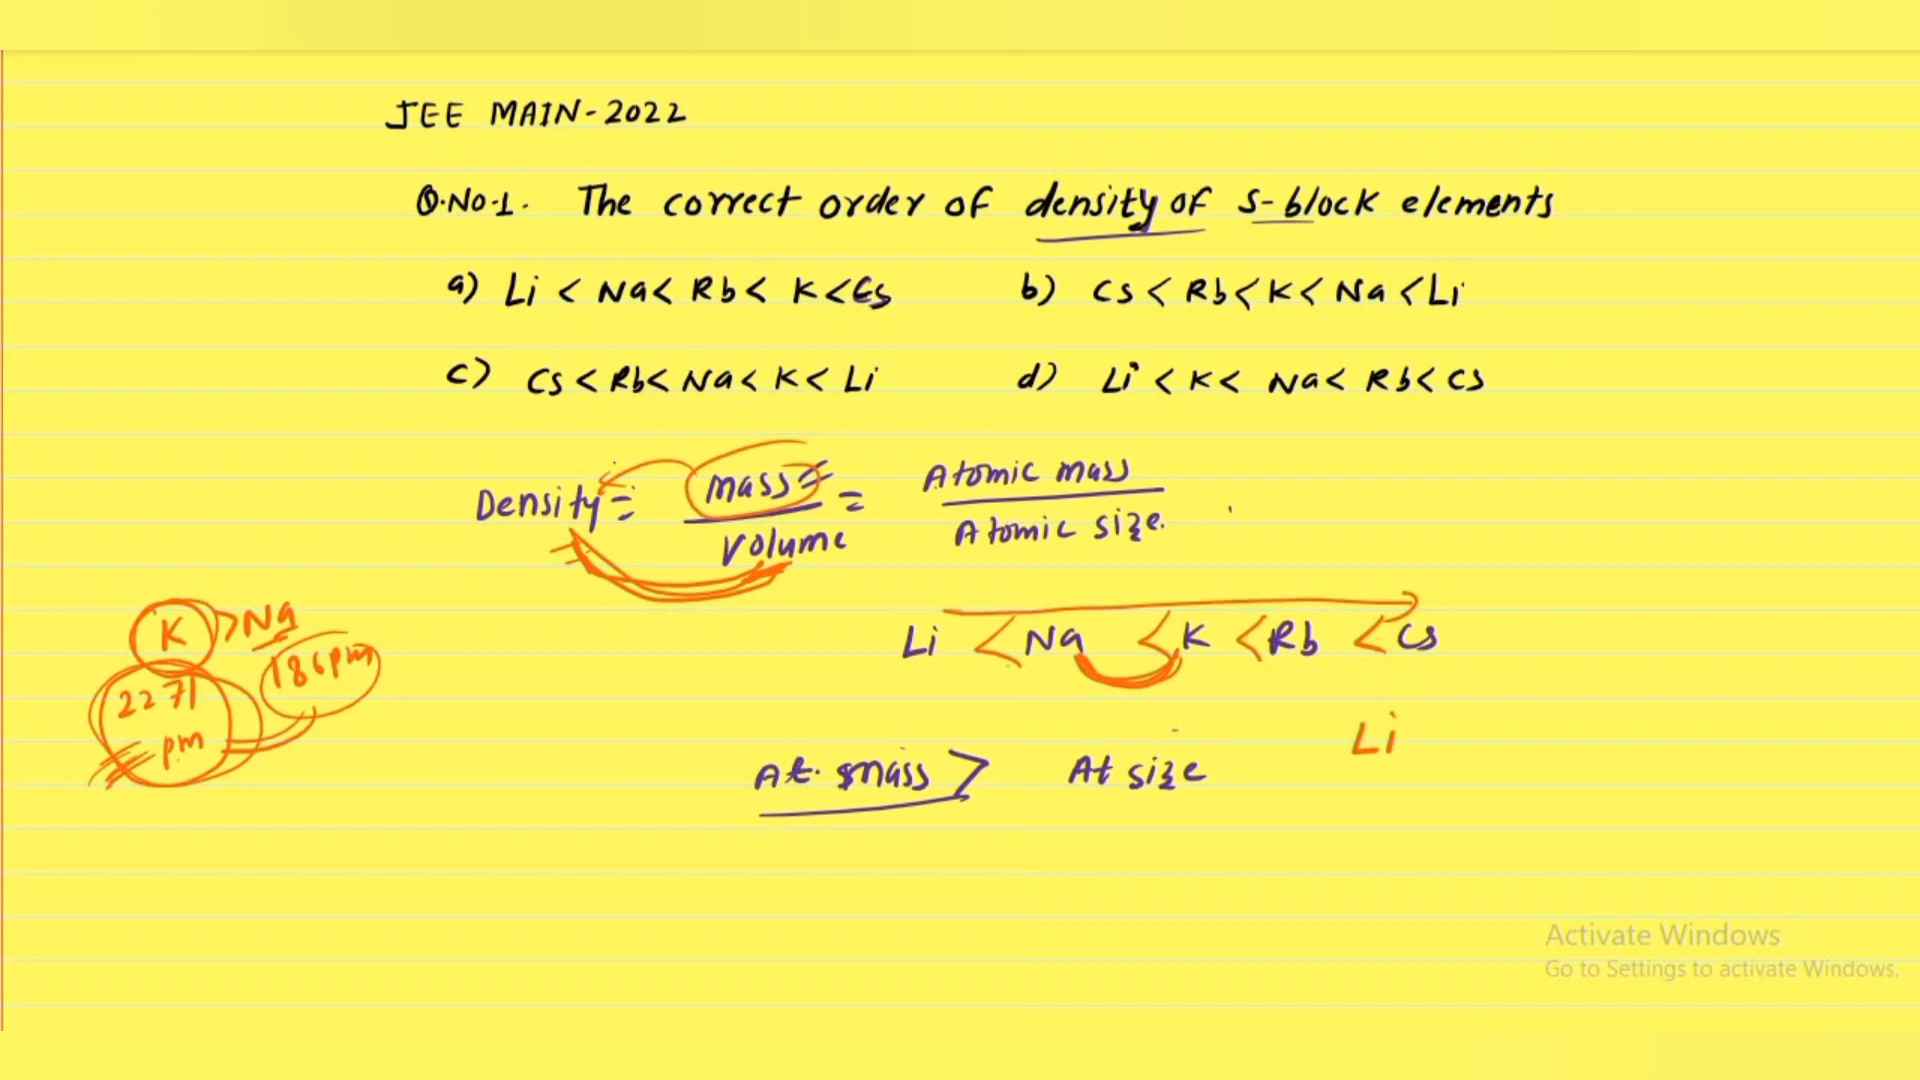 JEE MAIN-2022
Q.NO.1. The correct order of density of s-block elements
a) Li < Na < Rb < K < Cs b) Cs < Rb < K < Na < Li
c) Cs < Rb < Na < K < Li d) Li < K < Na < Rb < Cs
Density = mass = Atomic mass
volume Atomic size.
K > Na
186pm
227 pm
Li < Na < K < Rb < Cs
Li
At. mass > At size
Activate Windows
Go to Settings to activate Windows.